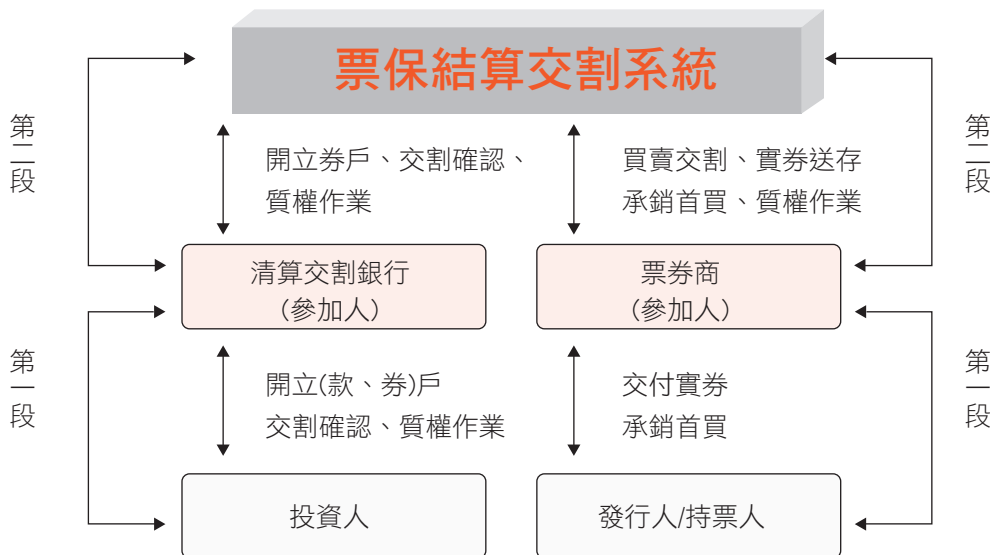 票保結算交割系統
第二段
開立券戶、交割確認、
質權作業
買賣交割、實券送存
承銷首買、質權作業
第二段
清算交割銀行
(參加人)
票券商
(參加人)
第一段
開立(款、券)戶
交割確認、質權作業
交付實券
承銷首買
第一段
投資人
發行人/持票人